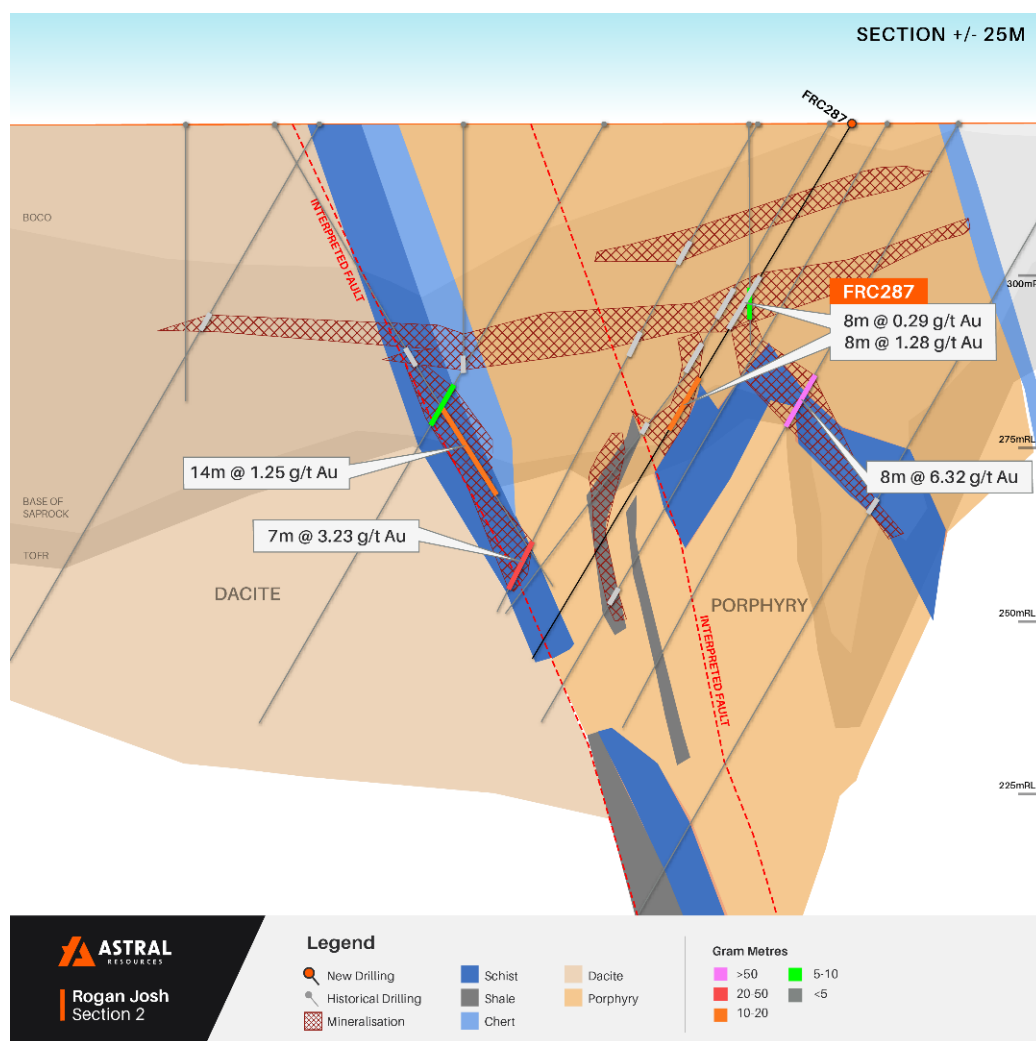 SECTION +/- 25M
FRC287
BOCO
INTERPRETED FAULT
300mRL
FRC287
8m @ 0.29 g/t Au
8m @ 1.28 g/t Au
275mRL
14m @ 1.25 g/t Au
8m @ 6.32 g/t Au
BASE OF
SAPROCK
7m @ 3.23 g/t Au
TOFR
DACITE
PORPHYRY
250mRL
INTERPRETED FAULT
225mRL
ASTRAL
RESOURCES
Rogan Josh
Section 2
Legend
New Drilling
Historical Drilling
Mineralisation
Schist
Shale
Chert
Dacite
Porphyry
Gram Metres
>50
20-50
10-20
5-10
<5